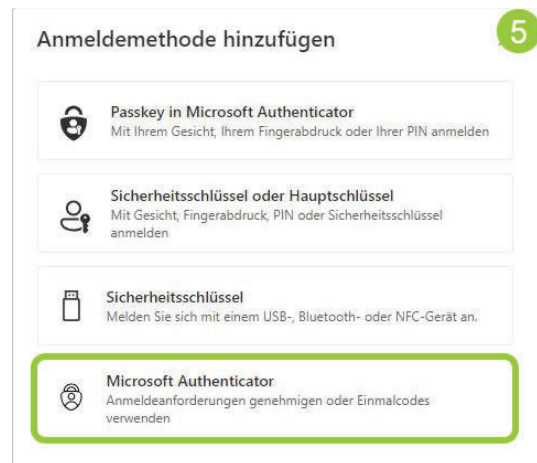 Anmeldemethode hinzufügen
5
Passkey in Microsoft Authenticator
Mit Ihrem Gesicht, Ihrem Fingerabdruck oder Ihrer PIN anmelden
Sicherheitsschlüssel oder Hauptschlüssel
Mit Gesicht, Fingerabdruck, PIN oder Sicherheitsschlüssel
anmelden
Sicherheitsschlüssel
Melden Sie sich mit einem USB-, Bluetooth- oder NFC-Gerät an.
Microsoft Authenticator
Anmeldeanforderungen genehmigen oder Einmalcodes
verwenden